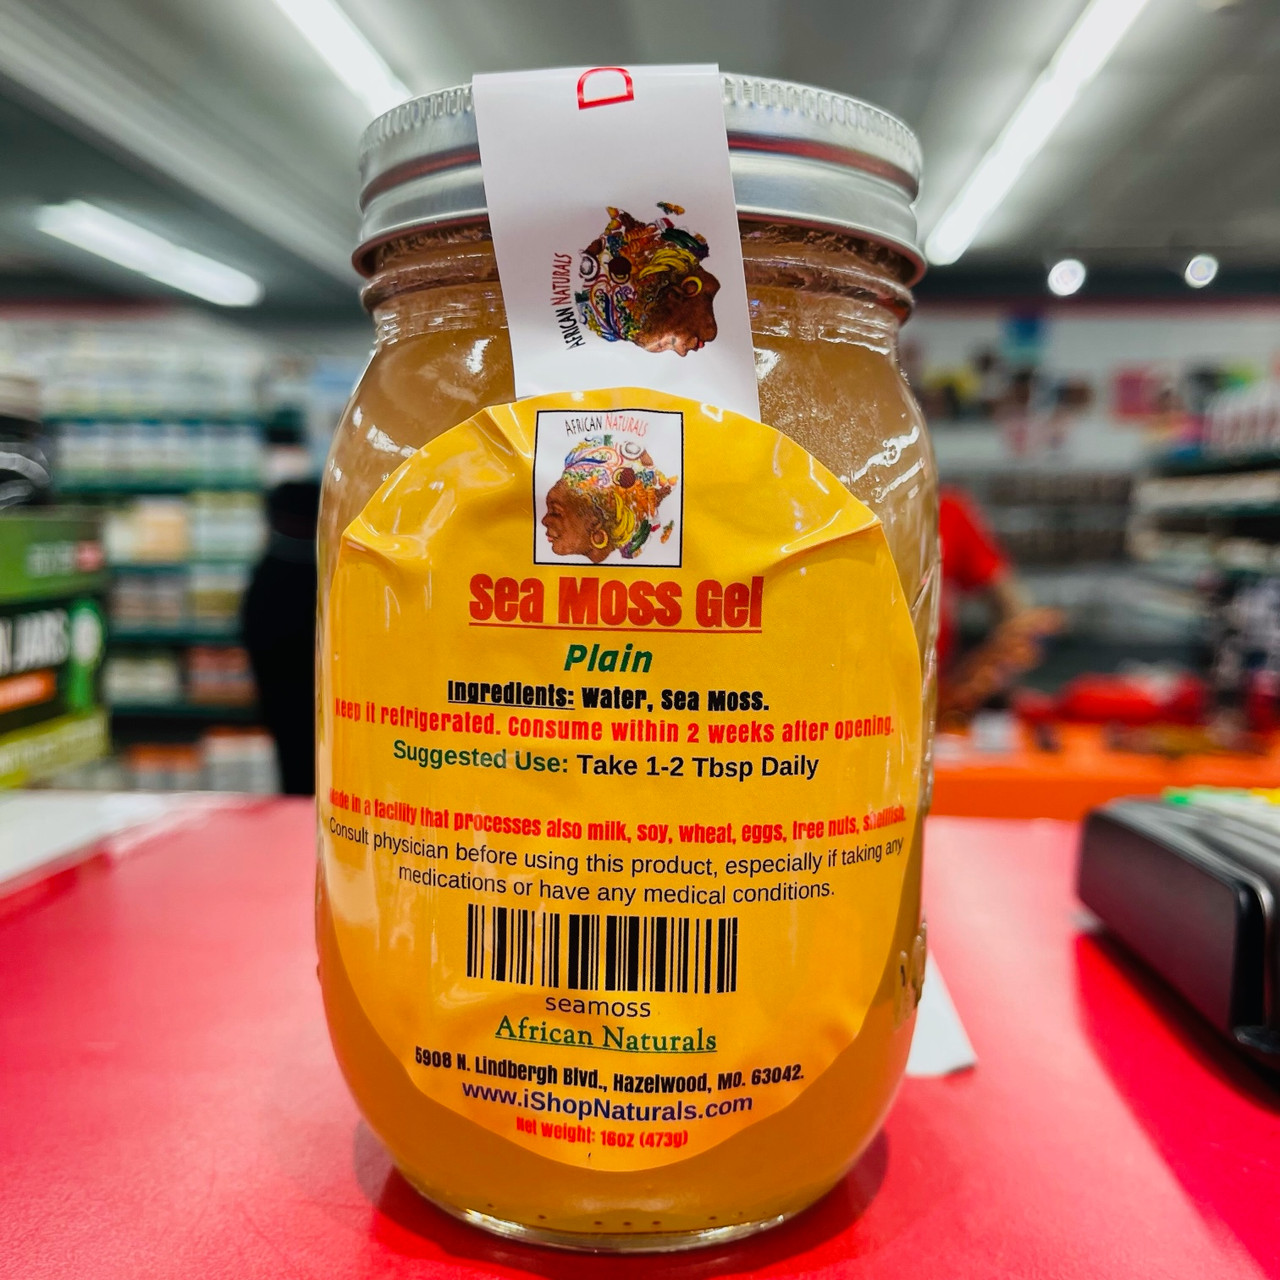 D
AFRICAN NATURALS
AFRICAN NATURALS
Sea Moss Gel
Plain
Ingredients: Water, Sea Moss.
Keep it refrigerated. Consume within 2 weeks after opening.
Suggested Use: Take 1-2 Tbsp Daily
Made in a facility that processes also milk, soy, wheat, eggs, tree nuts, shellfish.
Consult physician before using this product, especially if taking any
medications or have any medical conditions.
seamoss
African Naturals
5908 N. Lindbergh Blvd., Hazelwood, MO. 63042.
www.iShopNaturals.com
Net Weight: 16oz (473g)
JARS